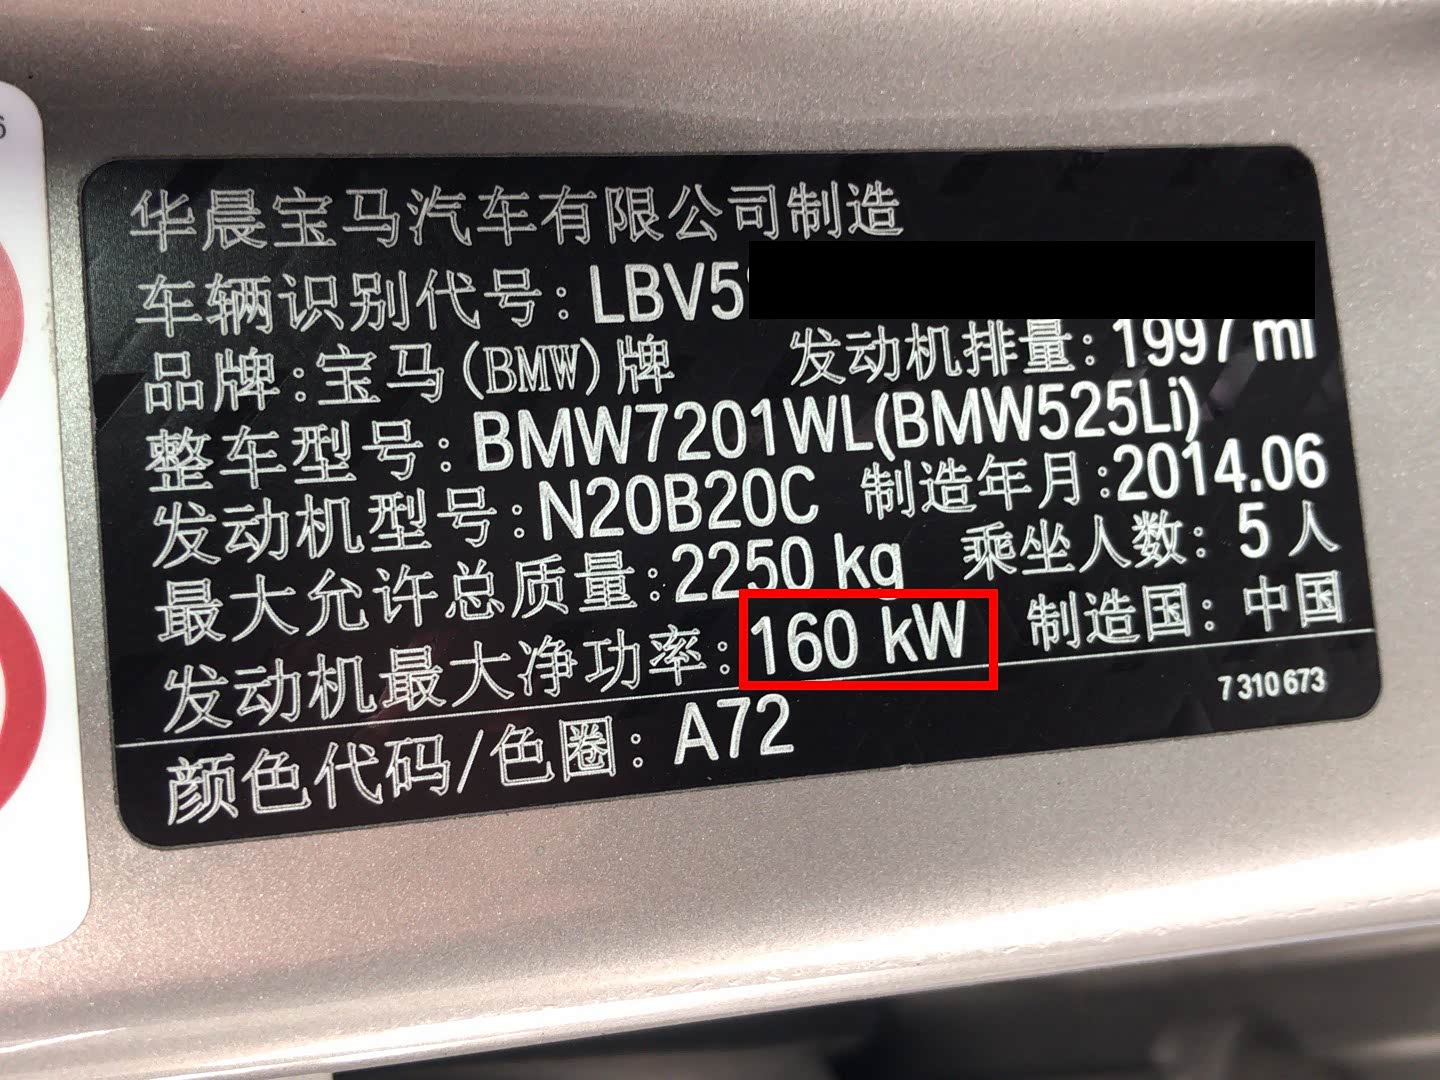 6
华晨宝马汽车有限公司制造
车辆识别代号: LBV5
品牌:宝马(BMW)牌 发动机排量: 1997 ml
整车型号: BMW7201WL(BMW525Li)
发动机型号: N20B20C 制造年月:2014.06
最大允许总质量: 2250 kg 乘坐人数: 5 人
发动机最大净功率: 160 kW 制造国: 中国
7 310 673
颜色代码/色圈: A72